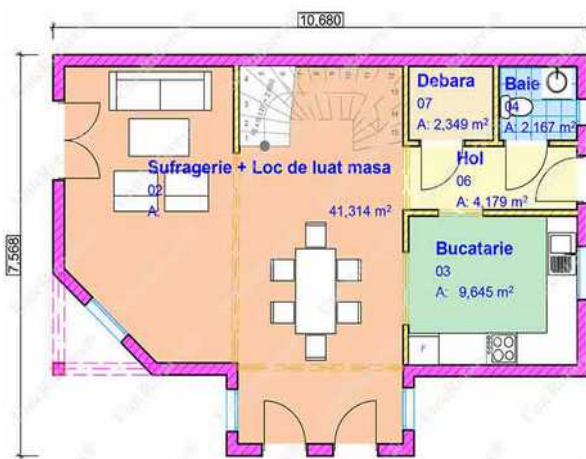 10.680
7.568
Debara
07
A: 2,349 m²
Baie
04
A: 2,167 m²
Sufragerie + Loc de luat masa
02
A:
41,314 m²
Hol
06
A: 4,179 m²
Bucatarie
03
A: 9,645 m²
F